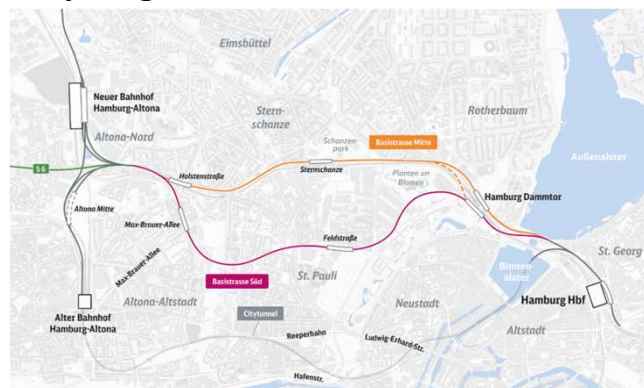 Eimsbüttel
Neuer Bahnhof
Hamburg-Altona
Stern-
schanze
Rotherbaum
Altona-Nord
Schanzen-
park
Basistrasse Mitte
Außenalster
S6
Holstenstraße
Sternschanze
Planten un
Blomen
Hamburg Dammtor
Altona Mitte
Max-Brauer-Allee
Feldstraße
St. Georg
Max-Brauer-Allee
Basistrasse Süd
St. Pauli
Binnen-
alster
Hamburg Hbf
Altona-Altstadt
Neustadt
Alter Bahnhof
Hamburg-Altona
Citytunnel
Reeperbahn
Ludwig-Erhard-Str.
Altstadt
Hafenstr.